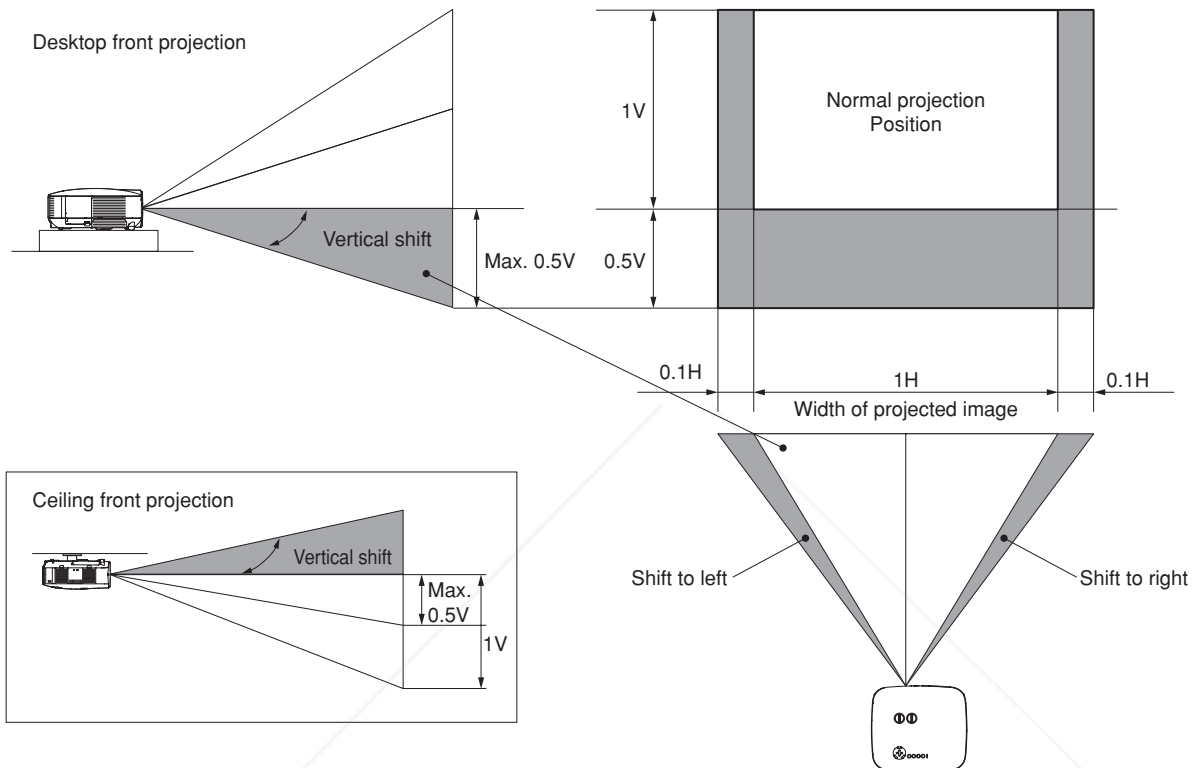 Desktop front projection
Normal projection
Position
1V
Vertical shift
Max. 0.5V
0.5V
0.1H
1H
0.1H
Width of projected image
Ceiling front projection
Vertical shift
Max.
0.5V
1V
Shift to left
Shift to right